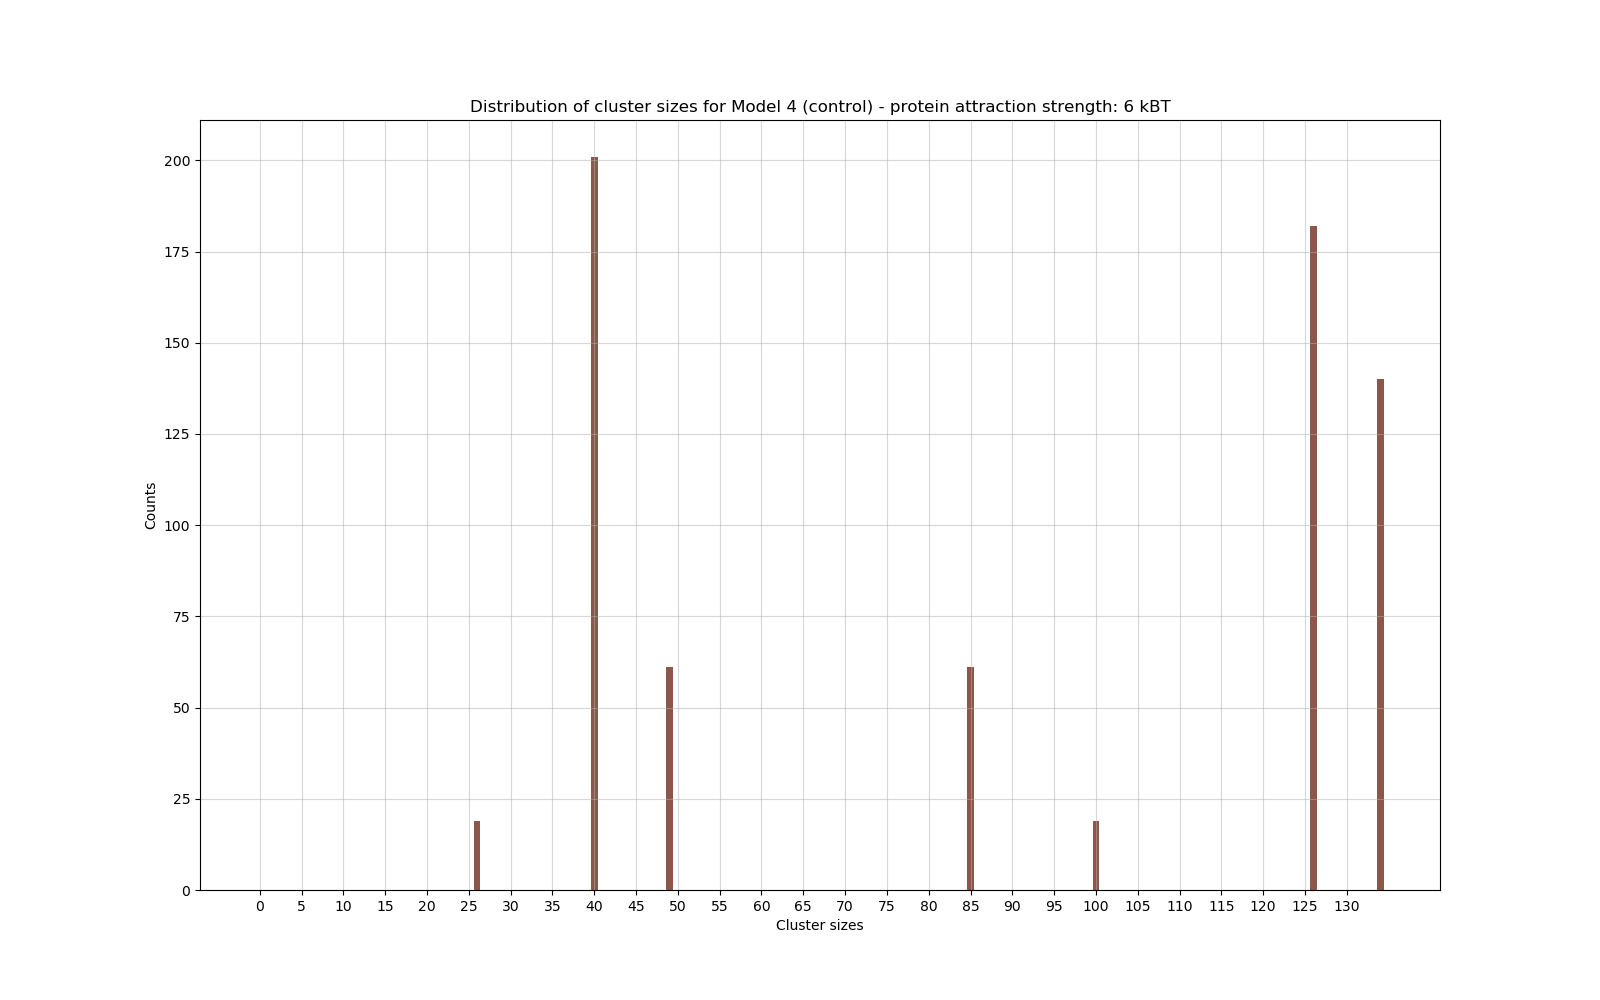 Distribution of cluster sizes for Model 4 (control) - protein attraction strength: 6 kBT
200
175
150
125
100
75
50
25
0
Counts
0 5 10 15 20 25 30 35 40 45 50 55 60 65 70 75 80 85 90 95 100 105 110 115 120 125 130
Cluster sizes